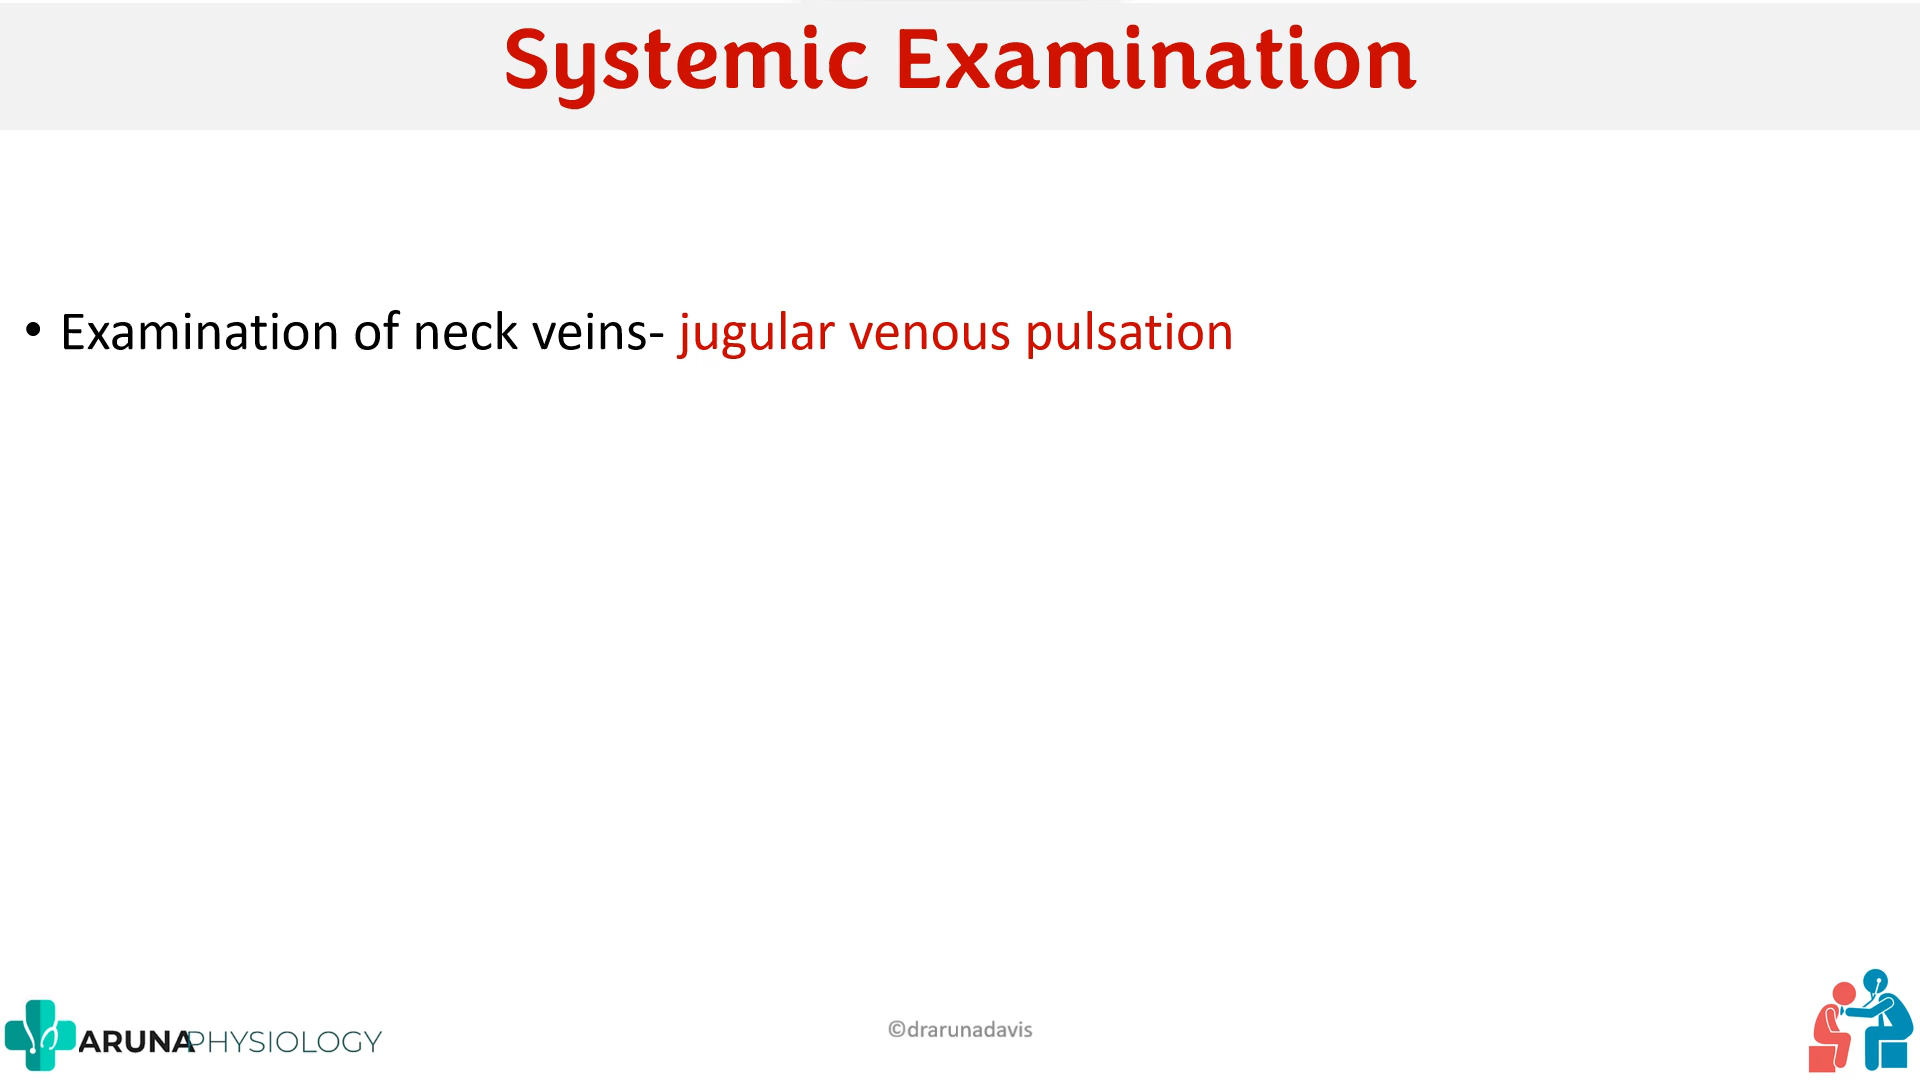 Systemic Examination
• Examination of neck veins- jugular venous pulsation
ARUNAPHYSIOLOGY
©drarunadavis